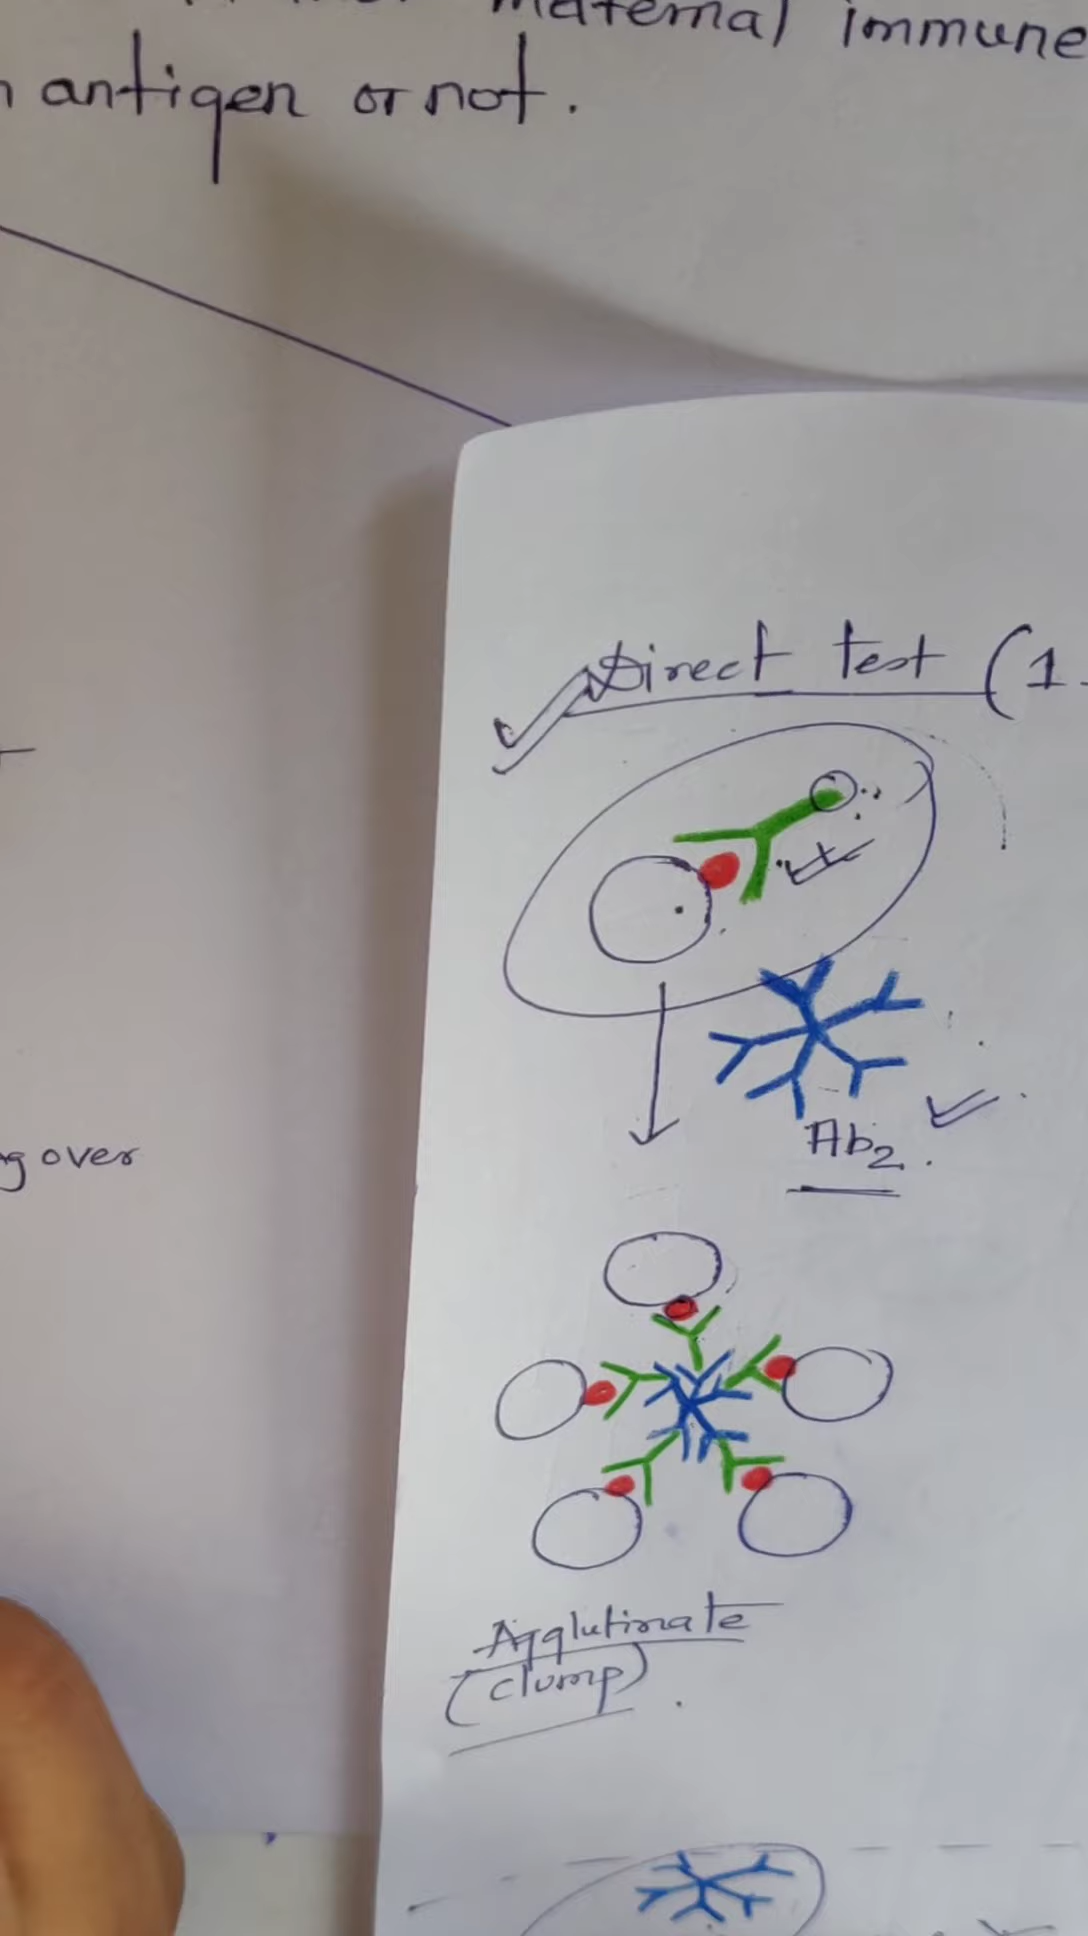 maternal immune
antigen or not.
Direct test (1.
Ab2.
g over
Agglutinate
(clump)